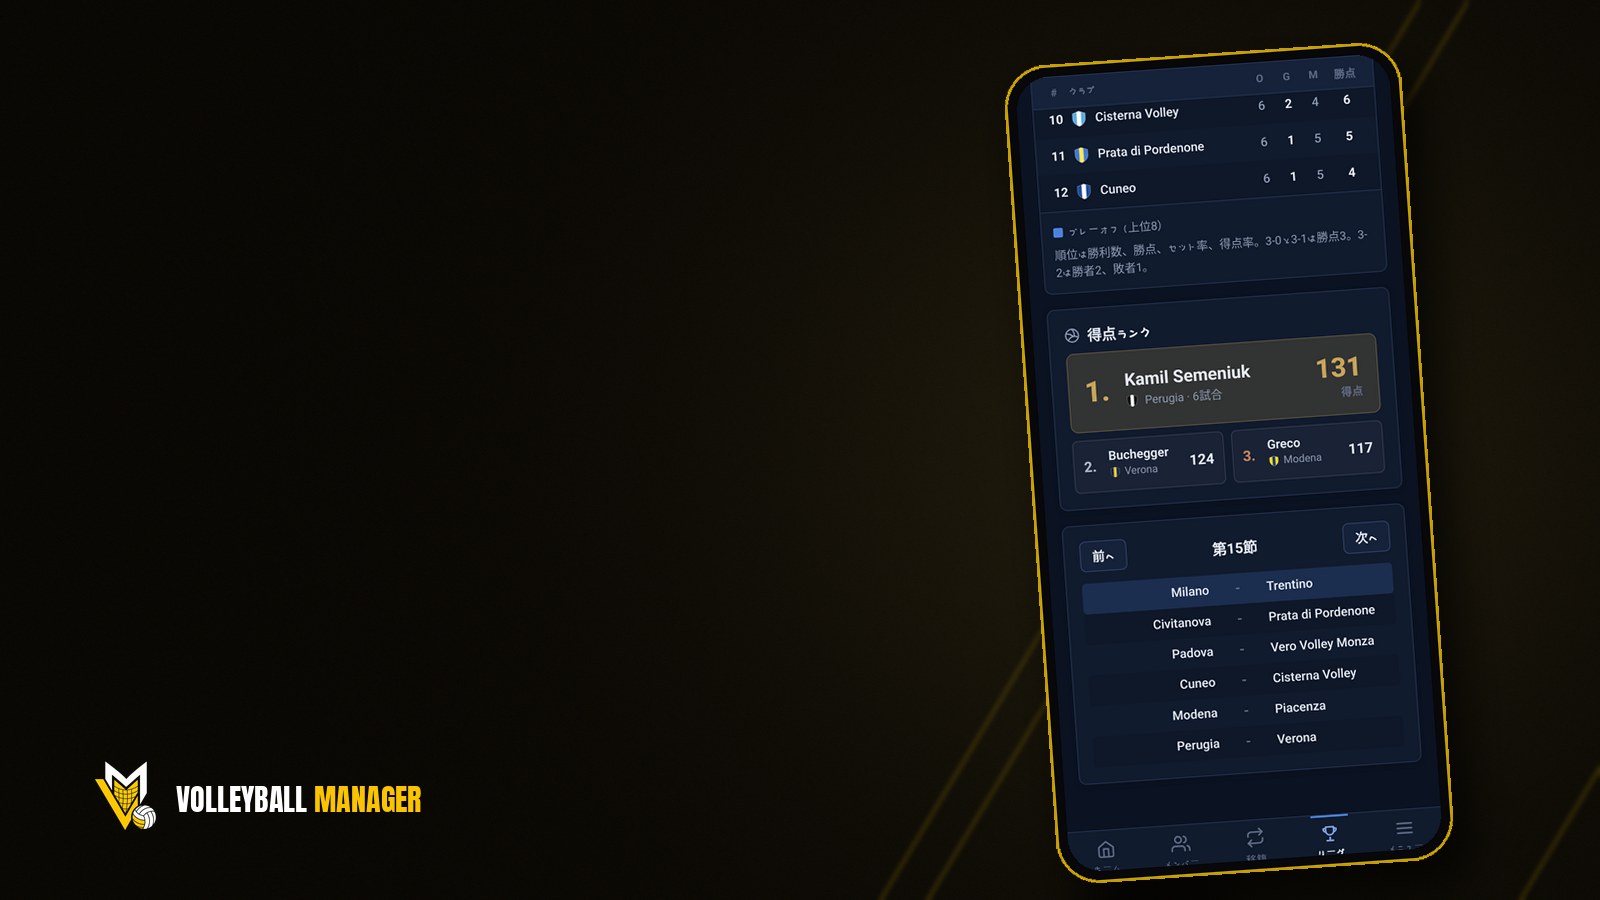 # クラブ O G M 勝点
10 Cisterna Volley 6 2 4 6
11 Prata di Pordenone 6 1 5 5
12 Cuneo 6 1 5 4
プレーオフ (上位8)
順位は勝利数、勝点、セット率、得点率。3-0と3-1は勝点3。3-
2は勝者2、敗者1。
得点ランク
1. Kamil Semeniuk 131
Perugia · 6試合 得点
2. Buchegger 124
Verona
3. Greco 117
Modena
前へ 第15節 次へ
Milano - Trentino
Civitanova - Prata di Pordenone
Padova - Vero Volley Monza
Cuneo - Cisterna Volley
Modena - Piacenza
Perugia - Verona
VOLLEYBALL MANAGER